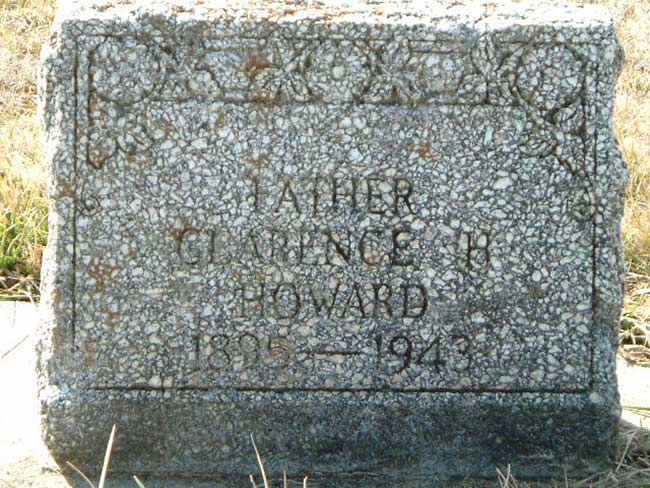 FATHER
CLARENCE H
HOWARD
1895 — 1943